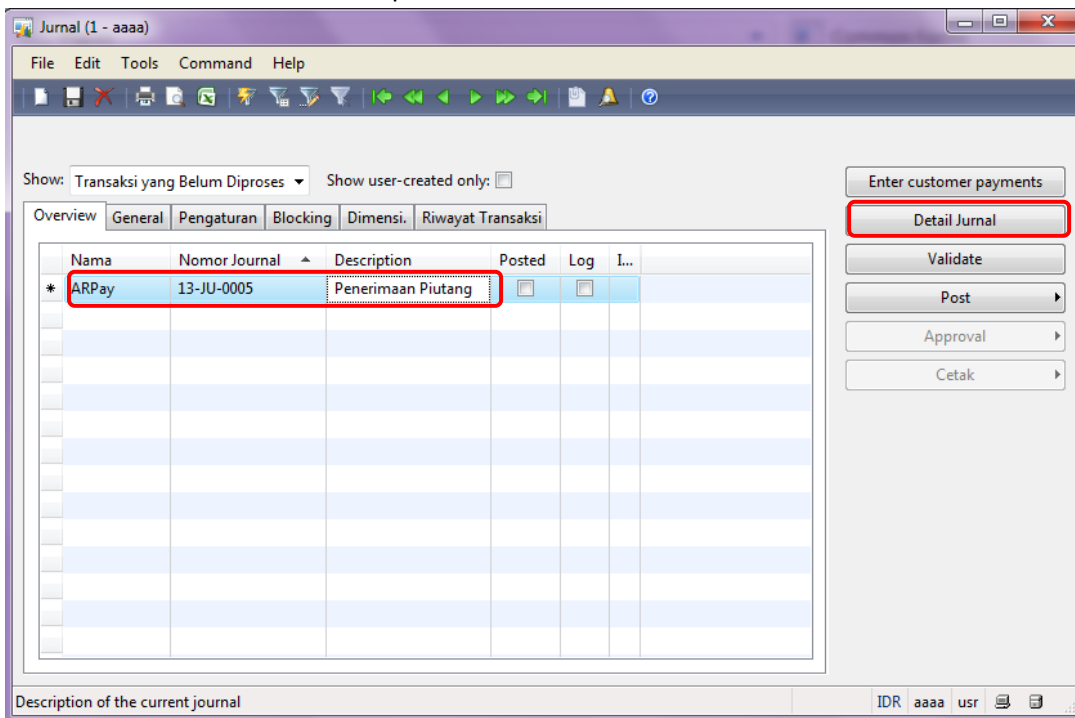 Jurnal (1 - aaaa)
File Edit Tools Command Help
Show: Transaksi yang Belum Diproses Show user-created only:
Enter customer payments
Overview General Pengaturan Blocking Dimensi. Riwayat Transaksi
Detail Jurnal
Nama Nomor Journal Description Posted Log I...
Validate
ARPay 13-JU-0005 Penerimaan Piutang
Post
Approval
Cetak
Description of the current journal IDR aaaa usr